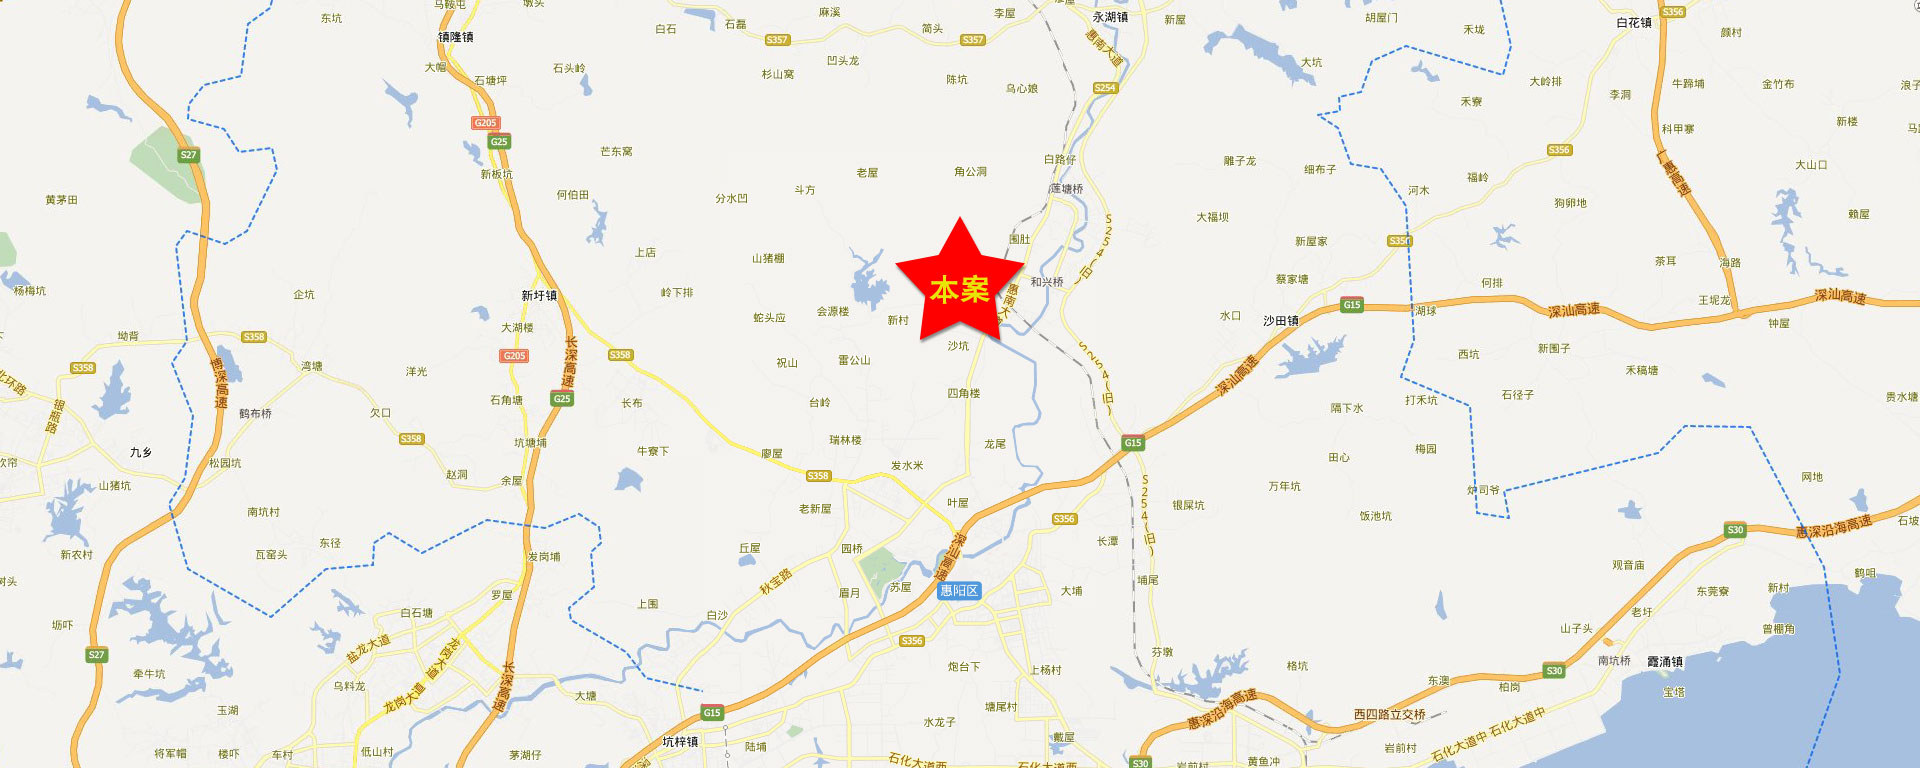 马鞍屯
墩头
东坑
镇隆镇
白石
石磊
麻溪
S357
简头
S357
李屋
永湖镇
新屋
惠南大道
胡屋门
禾垅
白花镇
S356
颜村
大帽
石塘坪
石头岭
杉山窝
凹头龙
陈坑
乌心娘
S254
大坑
大岭排
禾寮
李洞
牛蹄埔
金竹布
G205
G25
S27
科甲寨
新楼
芒东窝
白路仔
雕子龙
细布子
S356
大山口
广惠高速
新板坑
老屋
角公洞
福岭
黄茅田
何伯田
分水凹
斗方
莲塘桥
河木
狗卵地
赖屋
大福坝
S254(旧)
上店
山猪棚
围肚
新屋家
S356
茶耳
海路
杨梅坑
企坑
新圩镇
岭下排
本案
和兴桥
蔡家塘
何排
王坭龙
深汕高速
惠南大道
会源楼
蛇头应
新村
水口
沙田镇
G15
湖球
深汕高速
钟屋
坳背
S358
大湖楼
S358
G205
长深高速
沙坑
西坑
新围子
S358
湾塘
洋光
祝山
雷公山
S254(旧)
深汕高速
禾稿塘
北环路
博深高速
银瓶路
鹤布桥
欠口
石角塘
G25
长布
台岭
四角楼
隔下水
打禾坑
石径子
贵水塘
九乡
S358
坑塘埔
牛寮下
廖屋
瑞林楼
龙尾
G15
田心
梅园
松园坑
山猪坑
赵洞
余屋
S358
发水米
万年坑
炉司爷
网地
南坑村
老新屋
叶屋
S356
S254(旧)
银屎坑
饭池坑
S30
惠深沿海高速
石坡
新农村
瓦窑头
东径
发岗埔
丘屋
园桥
深汕高速
长潭
观音庙
鹤咀
罗屋
秋宝路
眉月
苏屋
惠阳区
大埔
埔尾
东莞寮
新村
坜吓
白石塘
上围
白沙
老圩
山子头
曾棚角
S27
盐龙大道
龙岗大道
S356
炮台下
上杨村
芬墩
格坑
S30
南坑桥
霞涌镇
牵牛坑
乌料龙
长深高速
大塘
东澳
柏岗
宝塔
玉湖
龙岗大道
G15
水龙子
塘尾村
惠深沿海高速
西四路立交桥
石化大道中
石化大道中
将军帽
楼吓
车村
低山村
茅湖仔
坑梓镇
陆埔
戴屋
岩前村
石化大道西
石化大道西
S30
岩前村
黄鱼冲